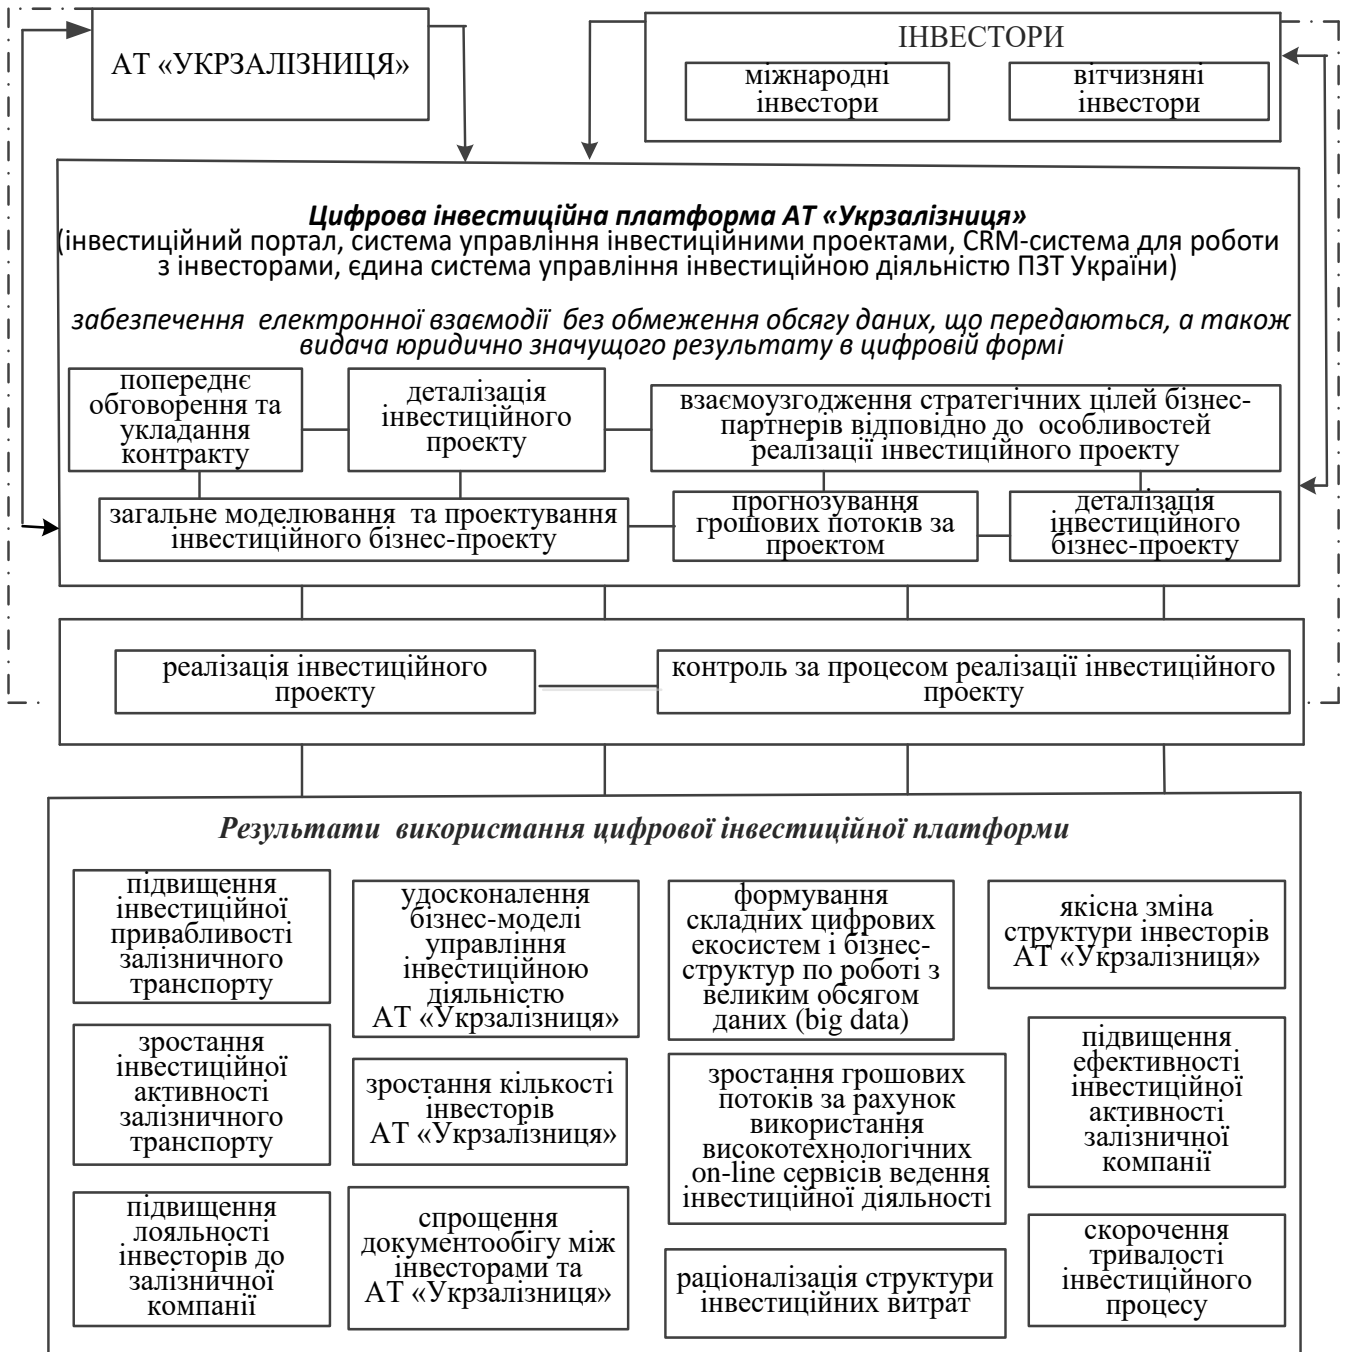 АТ «УКРЗАЛІЗНИЦЯ»
ІНВЕСТОРИ
міжнародні
інвестори
вітчизняні
інвестори
Цифрова інвестиційна платформа АТ «Укрзалізниця»
(інвестиційний портал, система управління інвестиційними проектами, CRM-система для роботи
з інвесторами, єдина система управління інвестиційною діяльністю ПЗТ України)
забезпечення електронної взаємодії без обмеження обсягу даних, що передаються, а також
видача юридично значущого результату в цифровій формі
попереднє
обговорення та
укладання
контракту
деталізація
інвестиційного
проекту
взаємоузгодження стратегічних цілей бізнес-
партнерів відповідно до особливостей
реалізації інвестиційного проекту
загальне моделювання та проектування
інвестиційного бізнес-проекту
прогнозування
грошових потоків за
проектом
деталізація
інвестиційного
бізнес-проекту
реалізація інвестиційного
проекту
контроль за процесом реалізації інвестиційного
проекту
Результати використання цифрової інвестиційної платформи
підвищення
інвестиційної
привабливості
залізничного
транспорту
удосконалення
бізнес-моделі
управління
інвестиційною
діяльністю
АТ «Укрзалізниця»
формування
складних цифрових
екосистем і бізнес-
структур по роботі з
великим обсягом
даних (big data)
якісна зміна
структури інвесторів
АТ «Укрзалізниця»
зростання
інвестиційної
активності
залізничного
транспорту
зростання кількості
інвесторів
АТ «Укрзалізниця»
зростання грошових
потоків за рахунок
використання
високотехнологічних
on-line сервісів ведення
інвестиційної діяльності
підвищення
ефективності
інвестиційної
активності
залізничної
компанії
підвищення
лояльності
інвесторів до
залізничної
компанії
спрощення
документообігу між
інвесторами та
АТ «Укрзалізниця»
раціоналізація структури
інвестиційних витрат
скорочення
тривалості
інвестиційного
процесу